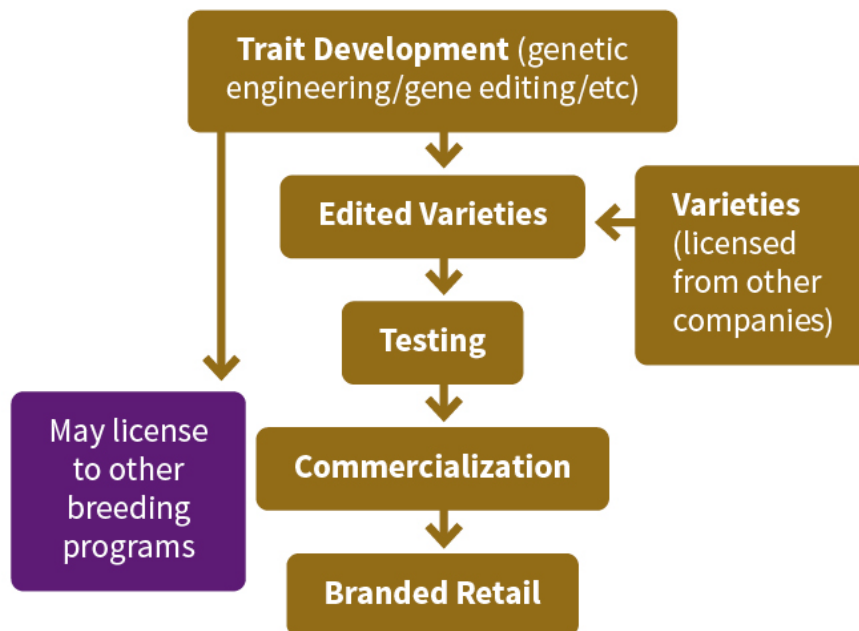 Trait Development (genetic
engineering/gene editing/etc)
Edited Varieties
Varieties
(licensed
from other
companies)
Testing
May license
to other
breeding
programs
Commercialization
Branded Retail